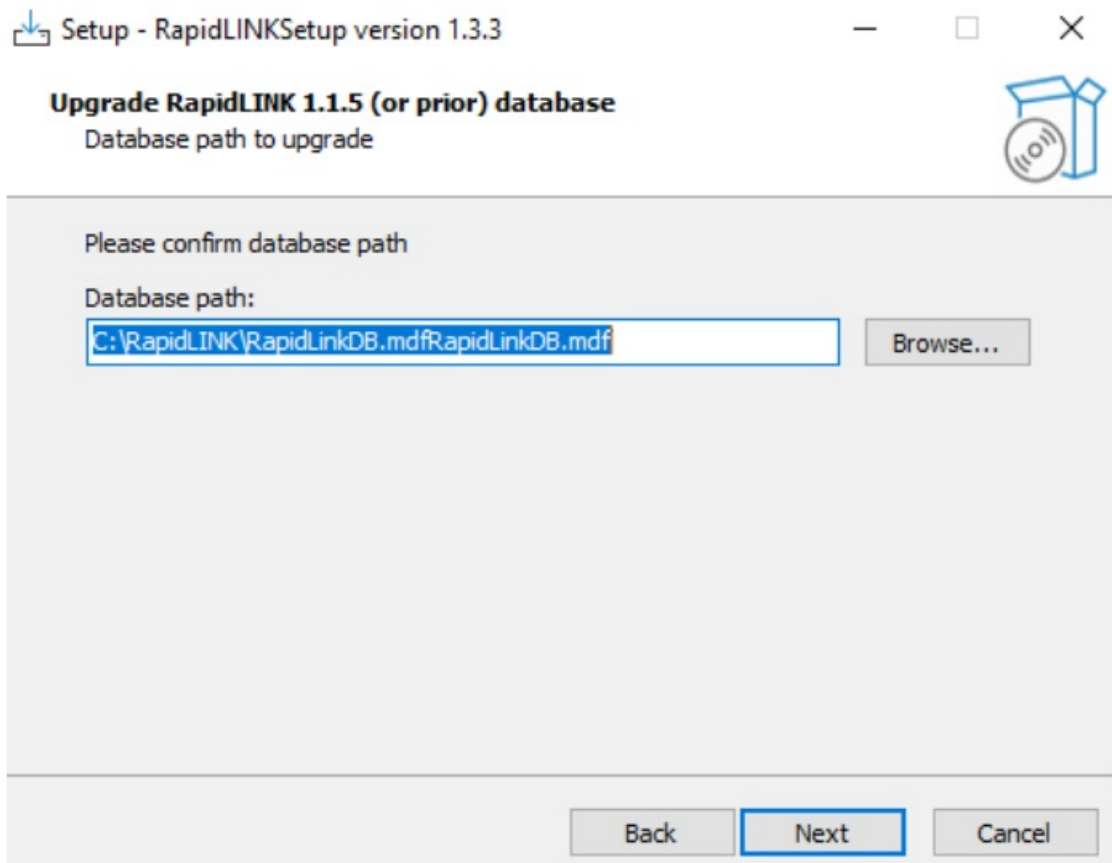 Setup - RapidLINKSetup version 1.3.3
Upgrade RapidLINK 1.1.5 (or prior) database
Database path to upgrade
Please confirm database path
Database path:
C:\RapidLINK\RapidLinkDB.mdfRapidLinkDB.mdf
Browse...
Back
Next
Cancel